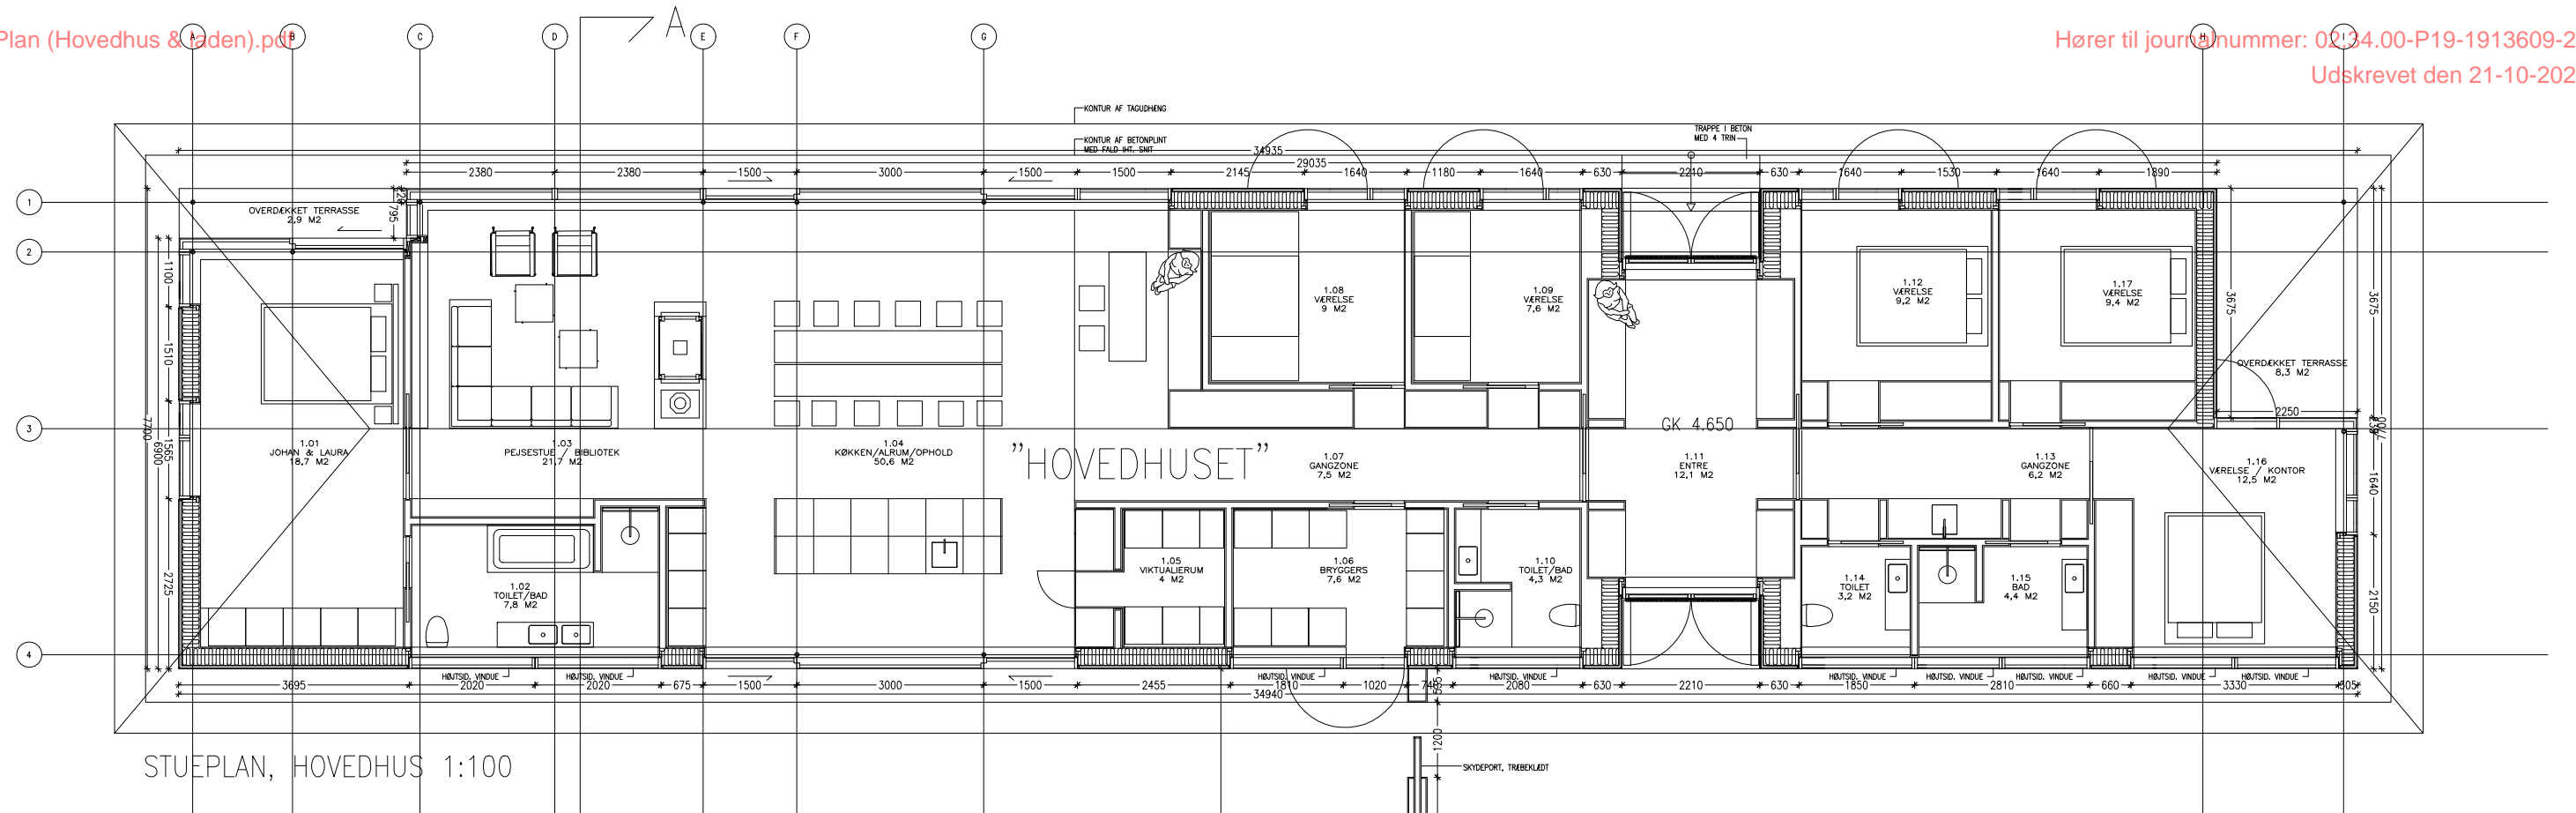 Plan (Hovedhus & laden).pdf
Hører til journalnummer: 02.34.00-P19-1913609-2
Udskrevet den 21-10-202
A
B
C
D
A
E
F
G
H
I
KONTUR AF TAGUDHÆNG
KONTUR AF BETONPLINT
MED FALD IHT. SNIT
TRAPPE I BETON
MED 4 TRIN
34935
29035
2380
2380
1500
3000
1500
1500
2145
1640
1180
1640
630
2210
630
1640
1530
1640
1890
1
2
3
4
OVERDÆKKET TERRASSE
2,9 M2
795
1100
1510
1565
2725
6900
7700
1.01
JOHAN & LAURA
18,7 M2
1.03
PEJSESTUE / BIBLIOTEK
21,7 M2
1.04
KØKKEN/ALRUM/OPHOLD
50,6 M2
"HOVEDHUSET"
1.08
VÆRELSE
9 M2
1.09
VÆRELSE
7,6 M2
1.12
VÆRELSE
9,2 M2
1.17
VÆRELSE
9,4 M2
OVERDÆKKET TERRASSE
8,3 M2
3675
3675
2250
7700
1640
2150
GK 4.650
1.07
GANGZONE
7,5 M2
1.11
ENTRE
12,1 M2
1.13
GANGZONE
6,2 M2
1.16
VÆRELSE / KONTOR
12,5 M2
1.02
TOILET/BAD
7,8 M2
1.05
VIKTUALIERUM
4 M2
1.06
BRYGGERS
7,6 M2
1.10
TOILET/BAD
4,3 M2
1.14
TOILET
3,2 M2
1.15
BAD
4,4 M2
HØJTSID. VINDUE
HØJTSID. VINDUE
HØJTSID. VINDUE
HØJTSID. VINDUE
HØJTSID. VINDUE
HØJTSID. VINDUE
HØJTSID. VINDUE
HØJTSID. VINDUE
HØJTSID. VINDUE
3695
2020
2020
675
1500
3000
1500
2455
1810
1020
2080
630
2210
630
1850
2810
660
3330
305
34940
1200
STUEPLAN, HOVEDHUS 1:100
SKYDEPORT, TRÆBEKLÆDT